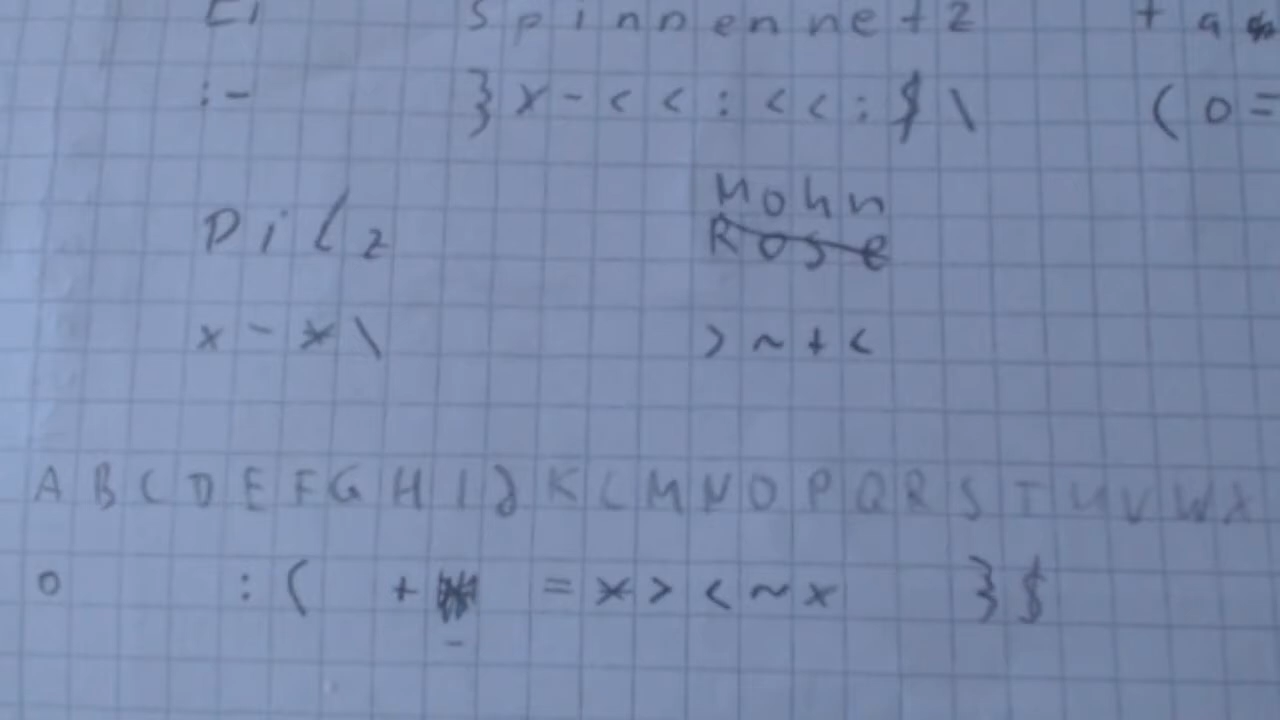 Ei Spinnennetz
:- }x-<<:<<:$\ (o=
Pilz Mohn
Rose
x-*\ >~+<
A B C D E F G H I J K L M N O P Q R S T U V W X
o : ( + = * > < ~ x } $
-